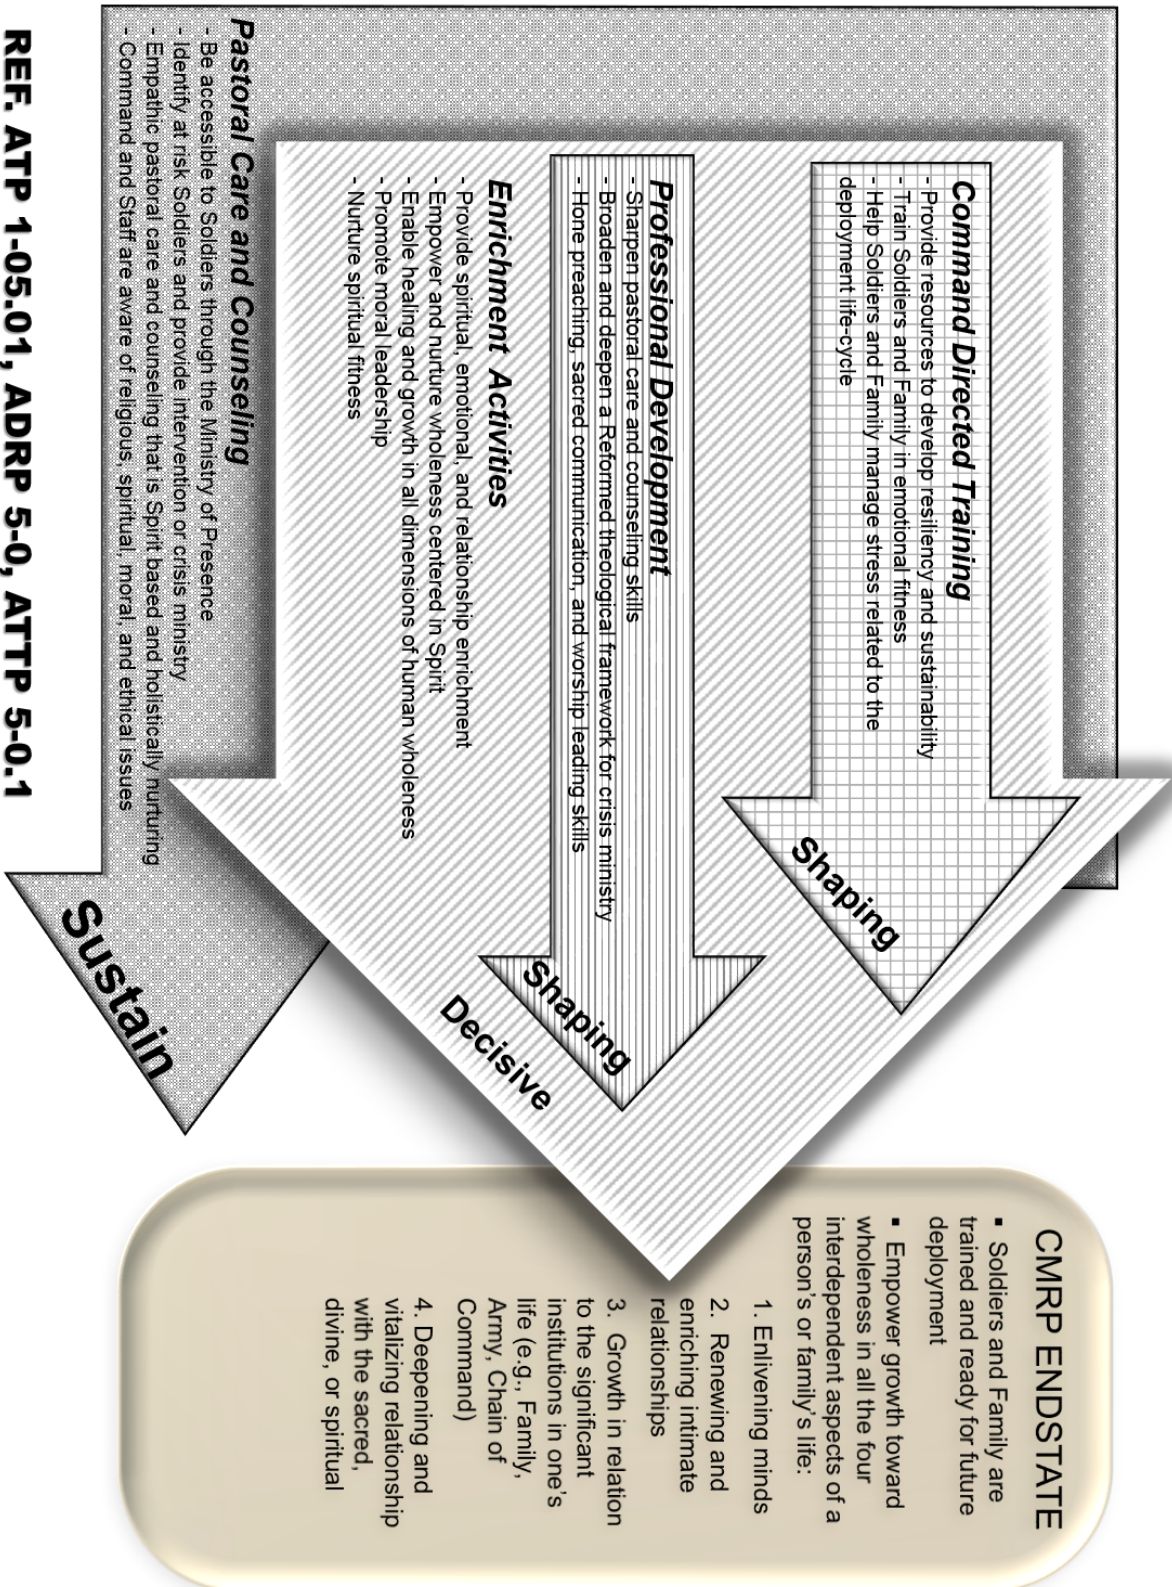 Command Directed Training
- Provide resources to develop resiliency and sustainability
- Train Soldiers and Family in emotional fitness
- Help Soldiers and Family manage stress related to the
deployment life-cycle
Shaping
Professional Development
- Sharpen pastoral care and counseling skills
- Broaden and deepen a Reformed theological framework for crisis ministry
- Home preaching, sacred communication, and worship leading skills
Shaping
Enrichment Activities
- Provide spiritual, emotional, and relationship enrichment
- Empower and nurture wholeness centered in Spirit
- Enable healing and growth in all dimensions of human wholeness
- Promote moral leadership
- Nurture spiritual fitness
Decisive
Pastoral Care and Counseling
- Be accessible to Soldiers through the Ministry of Presence
- Identify at risk Soldiers and provide intervention or crisis ministry
- Empathic pastoral care and counseling that is Spirit based and holistically nurturing
- Command and Staff are aware of religious, spiritual, moral, and ethical issues
Sustain
CMRP ENDSTATE
▪ Soldiers and Family are
trained and ready for future
deployment
▪ Empower growth toward
wholeness in all the four
interdependent aspects of a
person's or family's life:
1. Enlivening minds
2. Renewing and
enriching intimate
relationships
3. Growth in relation
to the significant
institutions in one's
life (e.g., Family,
Army, Chain of
Command)
4. Deepening and
vitalizing relationship
with the sacred,
divine, or spiritual
REF. ATP 1-05.01, ADRP 5-0, ATTP 5-0.1